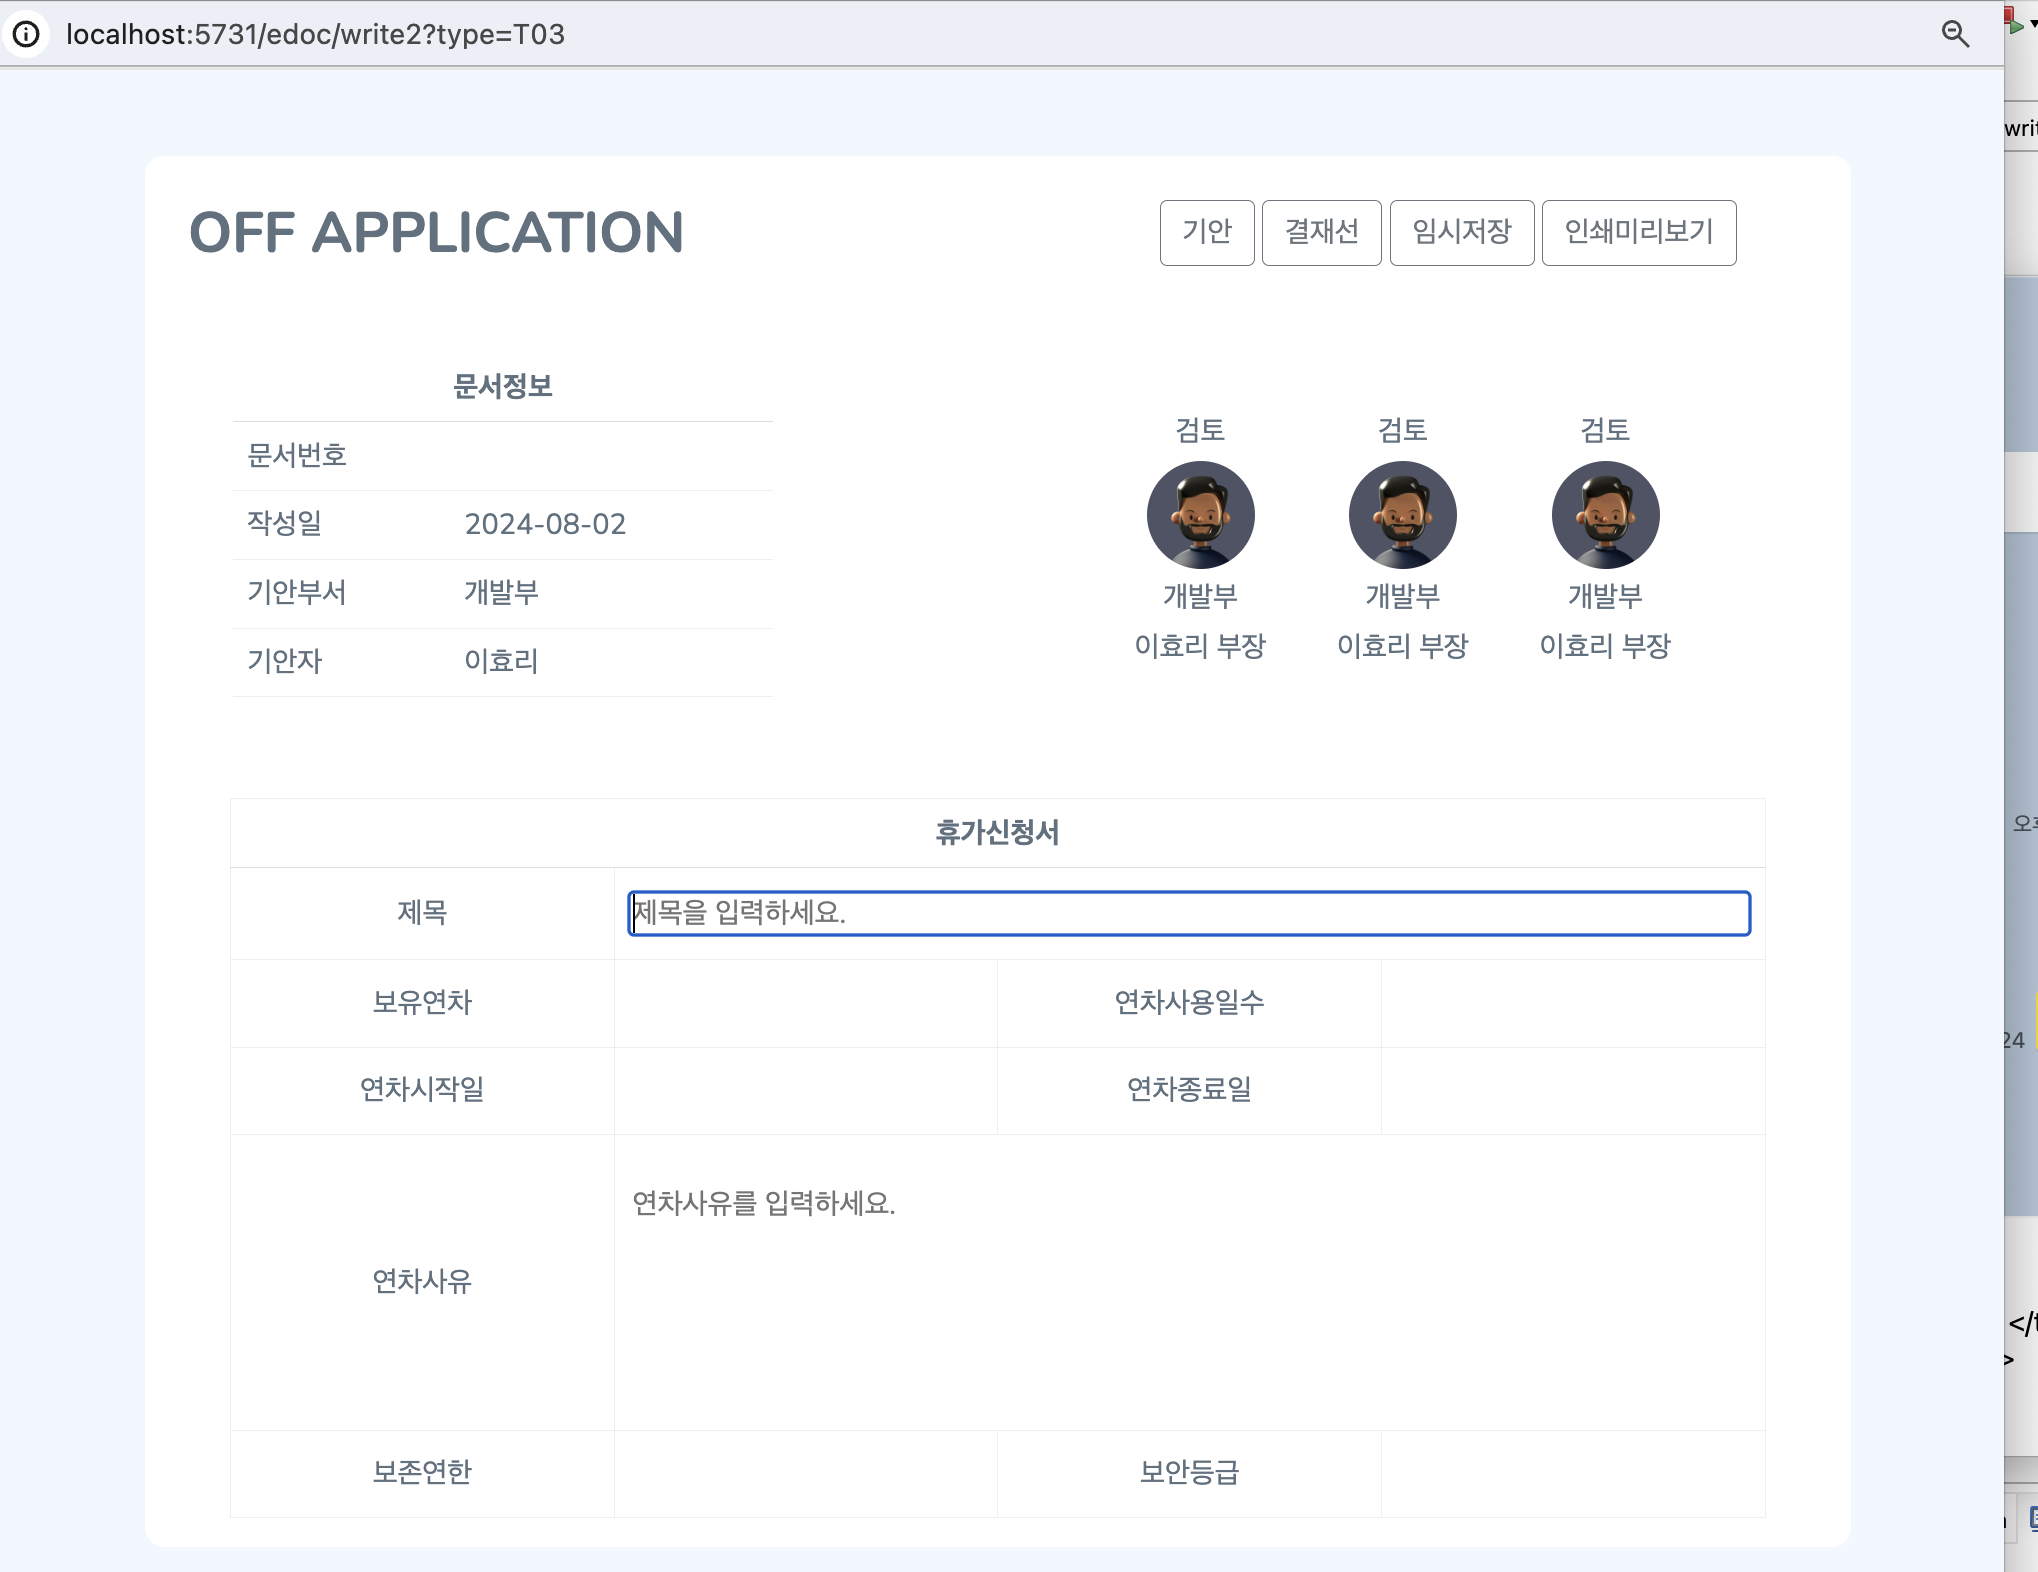 localhost:5731/edoc/write2?type=T03
writ
OFF APPLICATION
기안 결재선 임시저장 인쇄미리보기
문서정보
문서번호
작성일 2024-08-02
기안부서 개발부
기안자 이효리
검토 검토 검토
개발부 개발부 개발부
이효리 부장 이효리 부장 이효리 부장
휴가신청서
제목 제목을 입력하세요.
보유연차 연차사용일수
연차시작일 연차종료일
연차사유 연차사유를 입력하세요.
보존연한 보안등급
24
</t
>